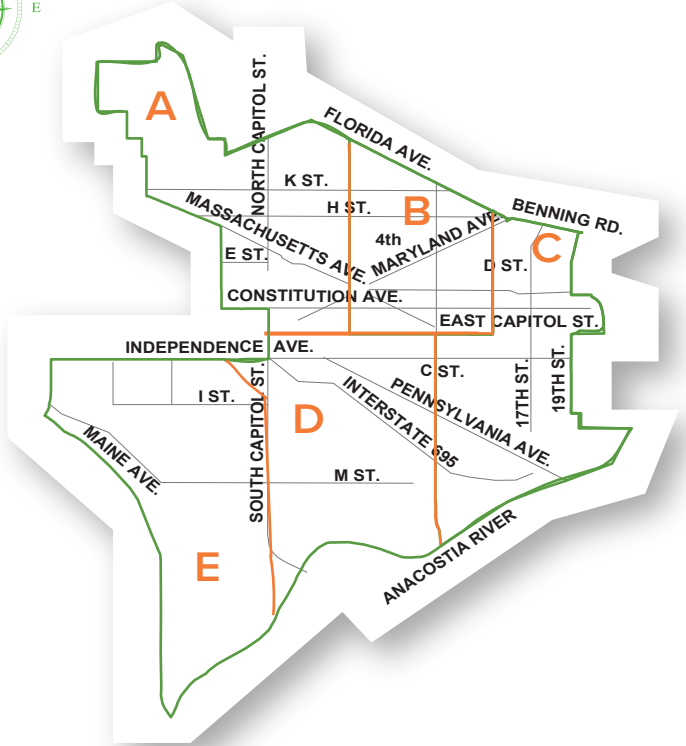 E
A
NORTH CAPITOL ST.
FLORIDA AVE.
K ST.
H ST.
B
BENNING RD.
MASSACHUSETTS AVE.
4th
MARYLAND AVE.
C
E ST.
D ST.
CONSTITUTION AVE.
EAST CAPITOL ST.
INDEPENDENCE AVE.
C ST.
I ST.
SOUTH CAPITOL ST.
D
INTERSTATE 695
PENNSYLVANIA AVE.
17TH ST.
19TH ST.
MAINE AVE.
M ST.
E
ANACOSTIA RIVER